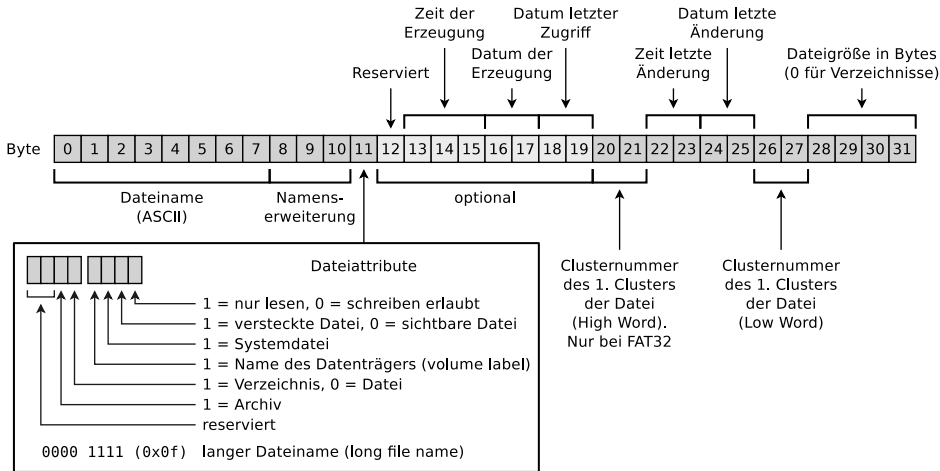 Zeit der
Erzeugung
Datum letzter
Zugriff
Datum letzte
Änderung
Reserviert
Datum der
Erzeugung
Zeit letzte
Änderung
Dateigröße in Bytes
(0 für Verzeichnisse)
Byte 0 1 2 3 4 5 6 7 8 9 10 11 12 13 14 15 16 17 18 19 20 21 22 23 24 25 26 27 28 29 30 31
Dateiname
(ASCII)
Namens-
erweiterung
optional
Clusternummer
des 1. Clusters
der Datei
(High Word).
Nur bei FAT32
Clusternummer
des 1. Clusters
der Datei
(Low Word)
Dateiattribute
1 = nur lesen, 0 = schreiben erlaubt
1 = versteckte Datei, 0 = sichtbare Datei
1 = Systemdatei
1 = Name des Datenträgers (volume label)
1 = Verzeichnis, 0 = Datei
1 = Archiv
reserviert
0000 1111 (0x0f) langer Dateiname (long file name)